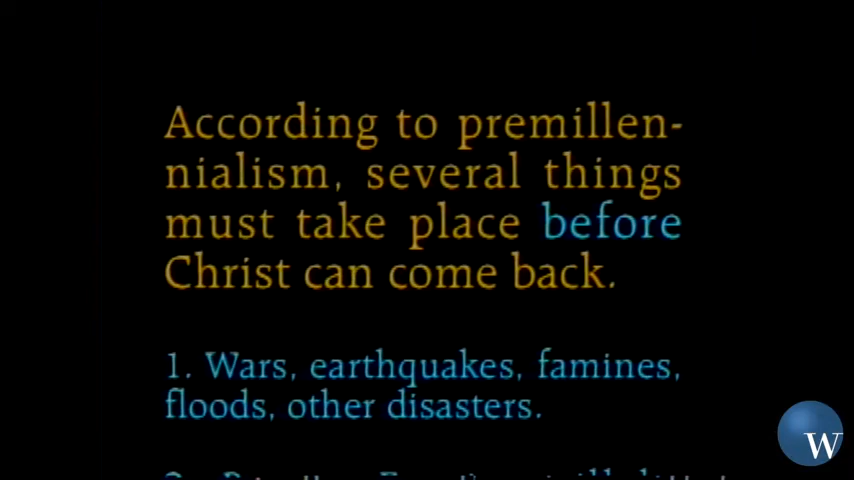 According to premillen-
nialism, several things
must take place before
Christ can come back.
1. Wars, earthquakes, famines,
floods, other disasters.
W